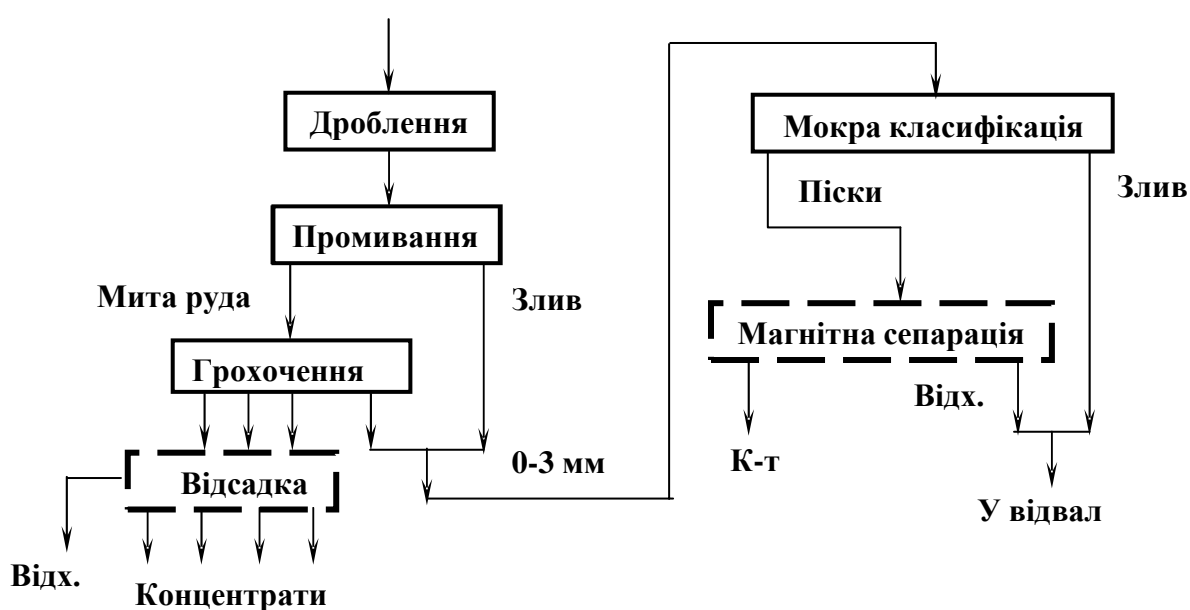 Дроблення
Промивання
Мита руда
Злив
Грохочення
0-3 мм
Відсадка
Відх.
Концентрати
Мокра класифікація
Піски
Злив
Магнітна сепарація
Відх.
К-т
У відвал